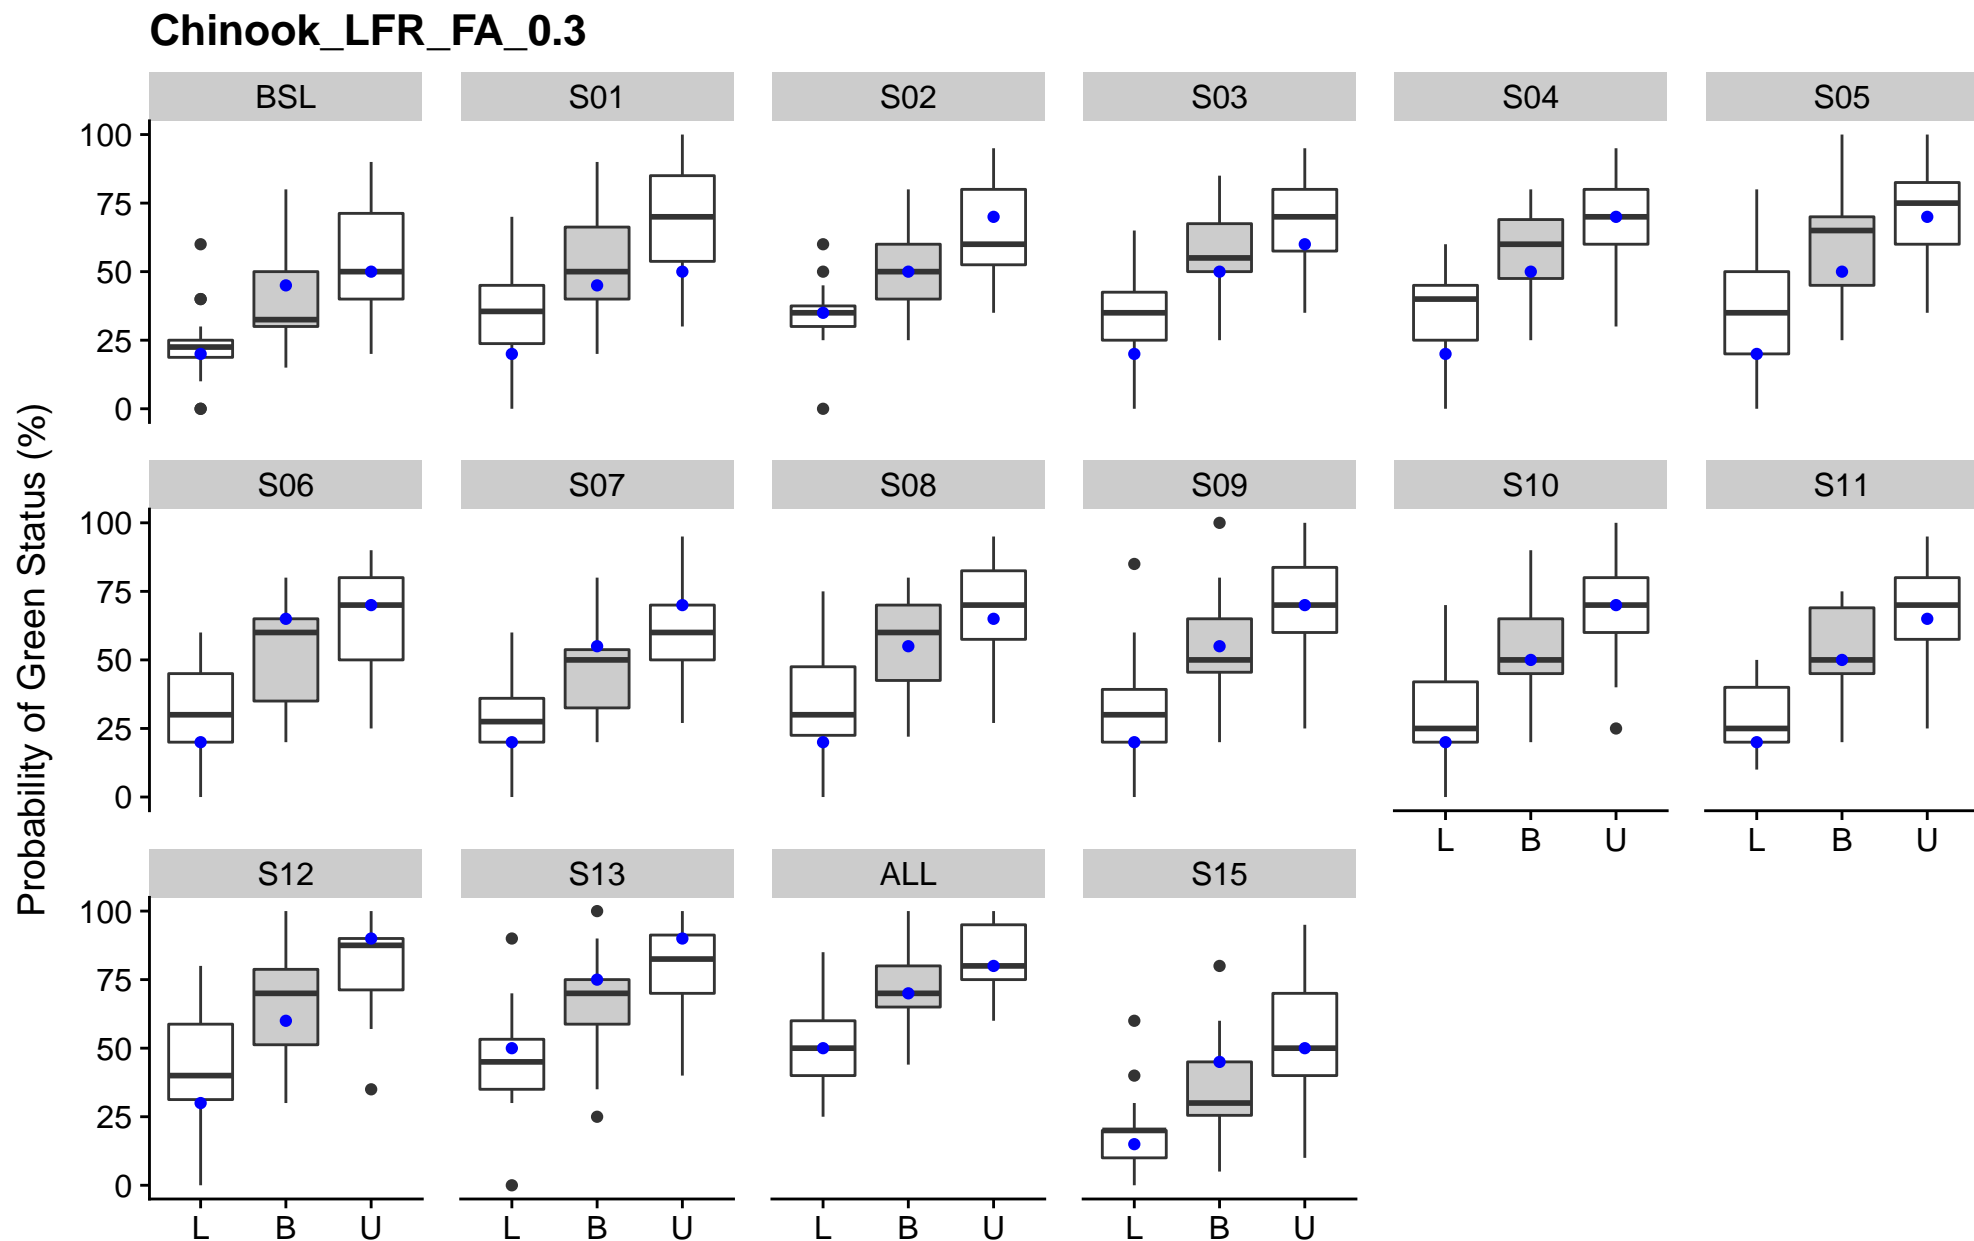 Chinook_LFR_FA_0.3
BSL S01 S02 S03 S04 S05
100
75
50
25
0
Probability of Green Status (%)
S06 S07 S08 S09 S10 S11
100
75
50
25
0
L B U L B U
S12 S13 ALL S15
100
75
50
25
0
L B U L B U L B U L B U